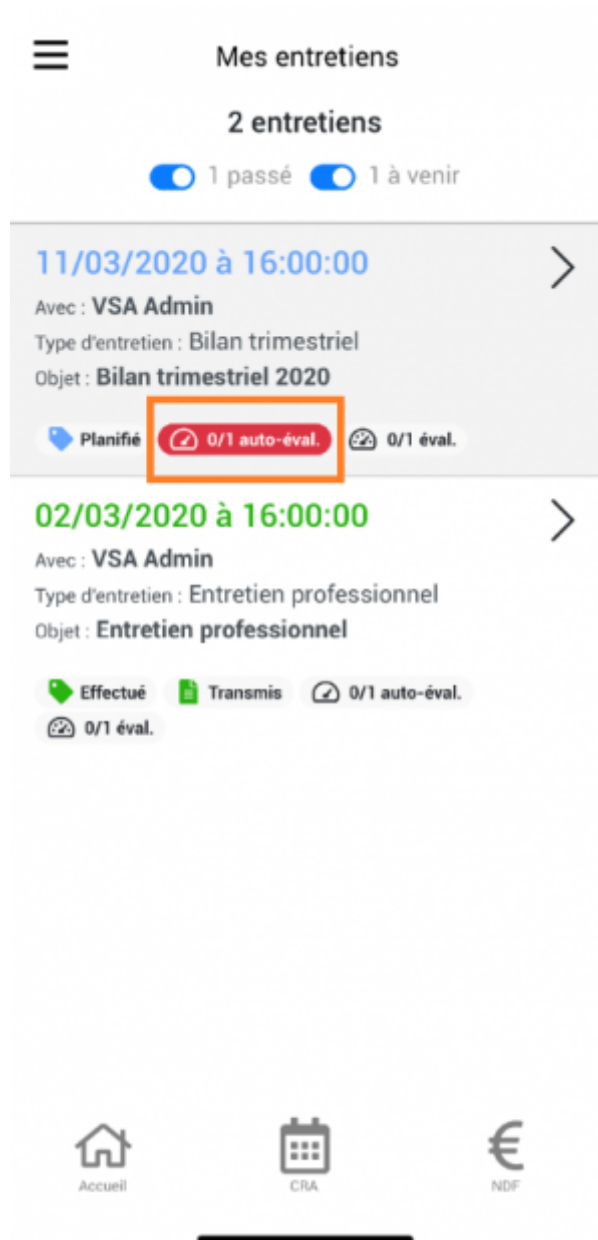 Mes entretiens
2 entretiens
1 passé 1 à venir
11/03/2020 à 16:00:00
Avec : VSA Admin
Type d'entretien : Bilan trimestriel
Objet : Bilan trimestriel 2020
Planifié 0/1 auto-éval. 0/1 éval.
02/03/2020 à 16:00:00
Avec : VSA Admin
Type d'entretien : Entretien professionnel
Objet : Entretien professionnel
Effectué Transmis 0/1 auto-éval.
0/1 éval.
Accueil CRA NDF